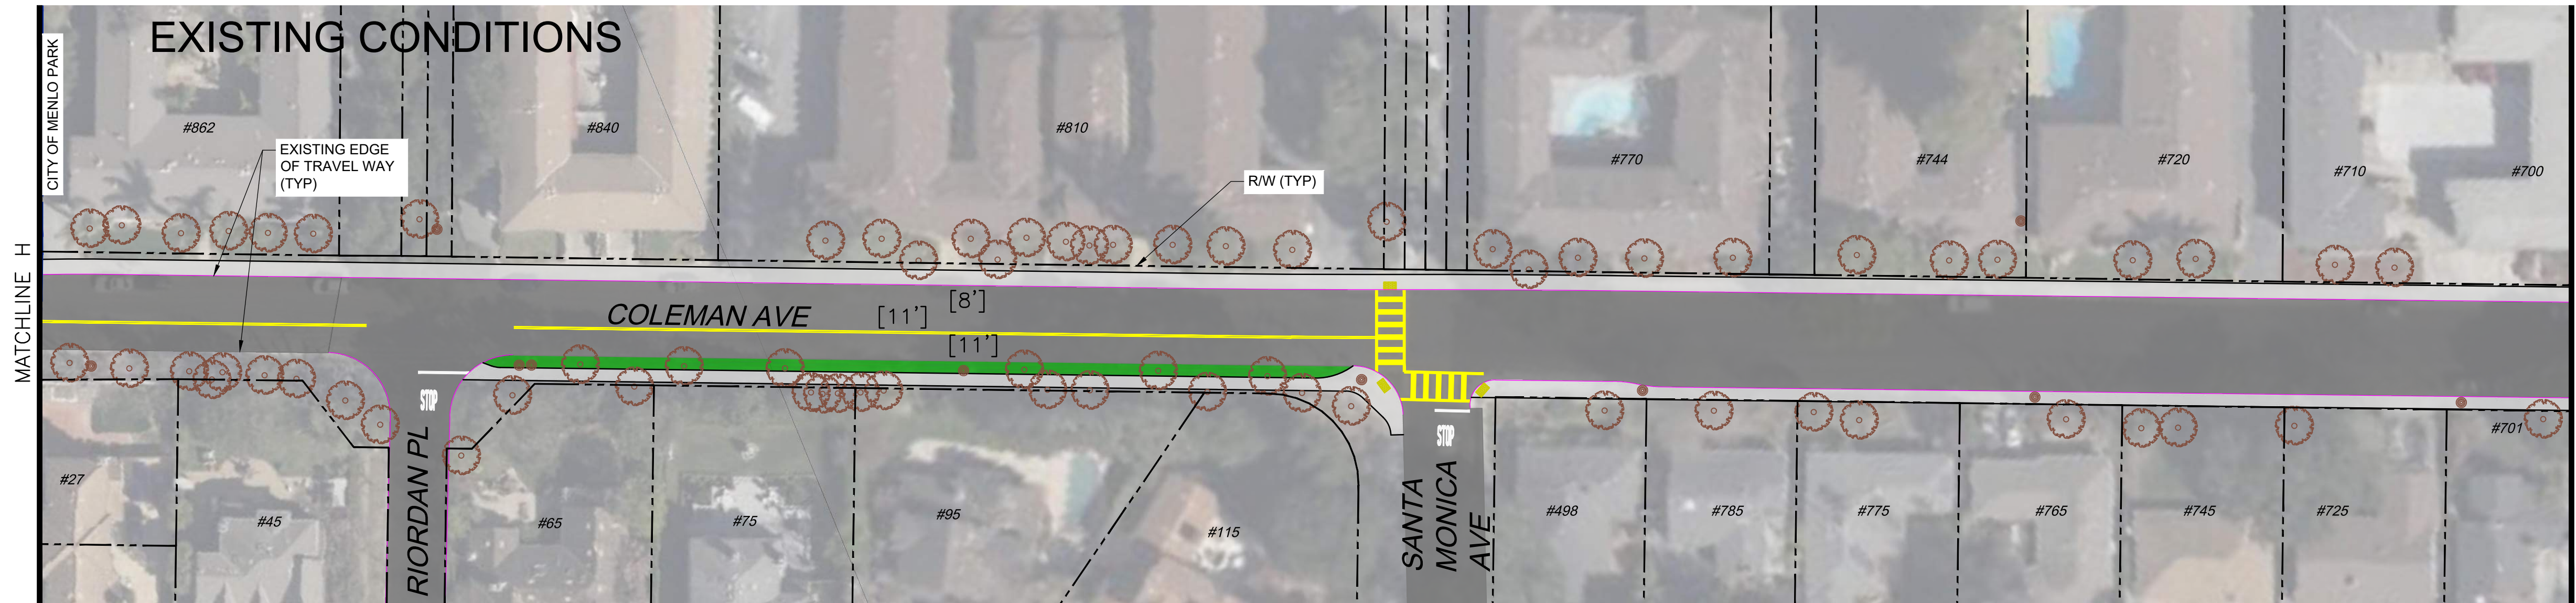 EXISTING CONDITIONS
CITY OF MENLO PARK
MATCHLINE H
#862
EXISTING EDGE
OF TRAVEL WAY
(TYP)
#840
#810
R/W (TYP)
#770
#744
#720
#710
#700
COLEMAN AVE
[11']
[8']
[11']
STOP
RIORDAN PL
STOP
SANTA
MONICA
AVE
#27
#45
#65
#75
#95
#115
#498
#785
#775
#765
#745
#725
#701